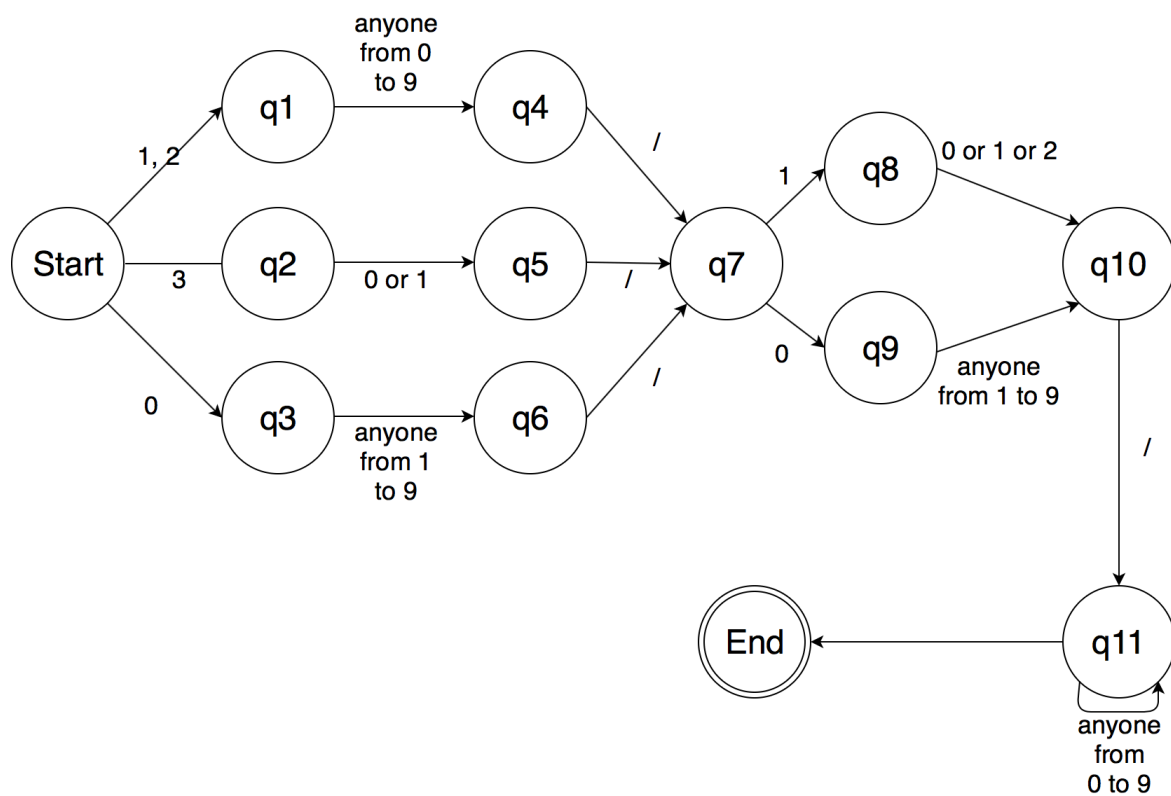 anyone
from 0
to 9
q1
q4
1, 2
/
q8
0 or 1 or 2
1
Start
q2
3
0 or 1
q5
/
q7
q10
0
q3
anyone
from 1
to 9
q6
/
0
q9
anyone
from 1 to 9
/
End
q11
anyone
from
0 to 9